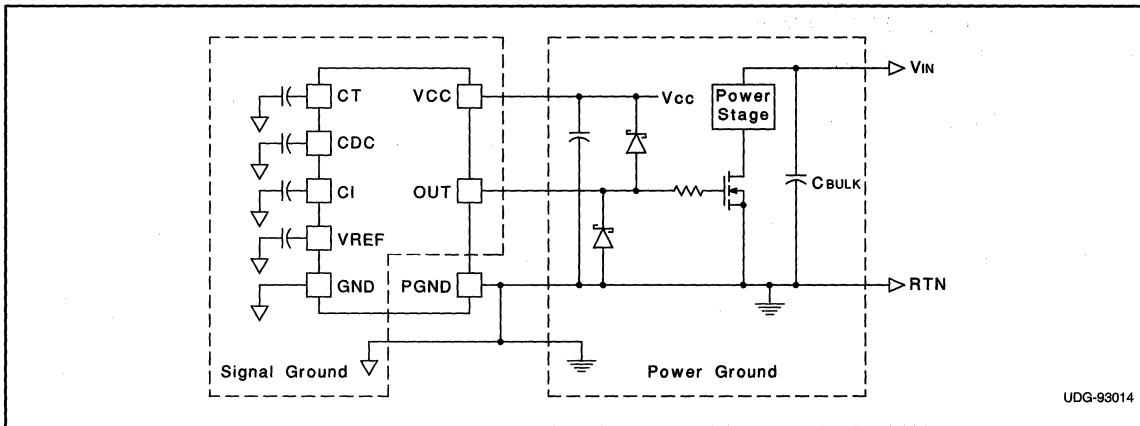 VIN
CT
VCC
Vcc
Power
Stage
CDC
CI
OUT
CBULK
VREF
GND
PGND
RTN
Signal Ground
Power Ground
UDG-93014